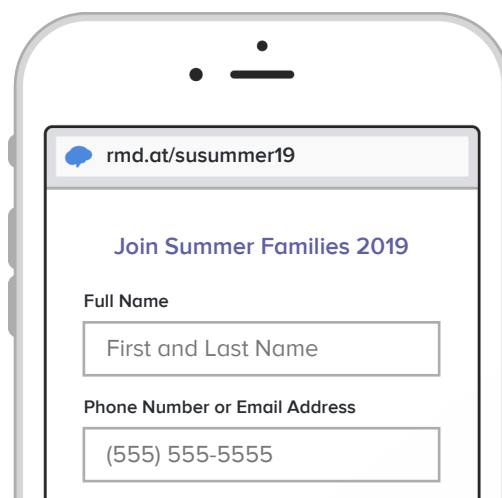 rmd.at/susummer19
Join Summer Families 2019
Full Name
First and Last Name
Phone Number or Email Address
(555) 555-5555